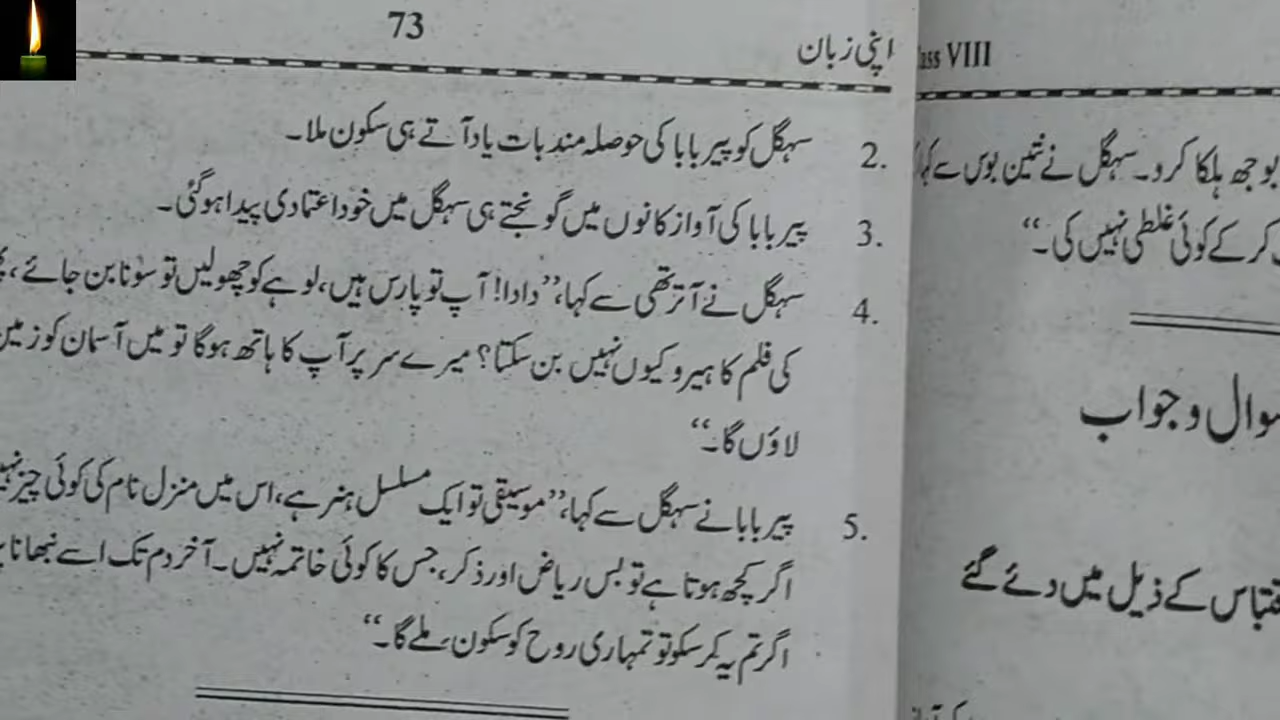 73
اپنی زبان
2. سہگل کو پیر بابا کی حوصلہ مند بات یاد آتے ہی سکون ملا۔
3. پیر بابا کی آواز کانوں میں گونجتے ہی سہگل میں خود اعتمادی پیدا ہوگئی۔
4. سہگل نے آترتھی سے کہا، ”دادا! آپ تو پارس ہیں، لوہے کو چھولیں تو سونا بن جائے،
کی فلم کا ہیرو کیوں نہیں بن سکتا؟ میرے سر پر آپ کا ہاتھ ہوگا تو میں آسمان کو زمین
لاؤں گا۔“
5. پیر بابا نے سہگل سے کہا، ”موسیقی تو ایک مسلسل ہنر ہے، اس میں منزل نام کی کوئی چیز
اگر کچھ ہوتا ہے تو بس ریاض اور ذکر، جس کا کوئی خاتمہ نہیں۔ آخر دم تک اسے نبھانا
اگر تم یہ کر سکو تو تمہاری روح کو سکون ملے گا۔“
VIII
بوجھ ہلکا کرو۔ سہگل نے نتین بوس سے
کر کے کوئی غلطی نہیں کی۔“
سوال و جواب
کے ذیل میں دئے گئے